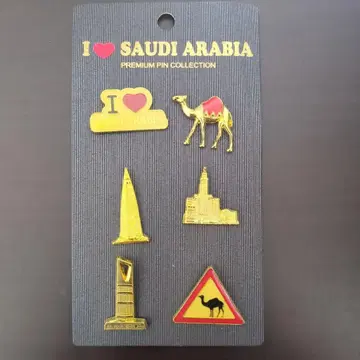 I ❤ SAUDI ARABIA
PREMIUM PIN COLLECTION
I ❤